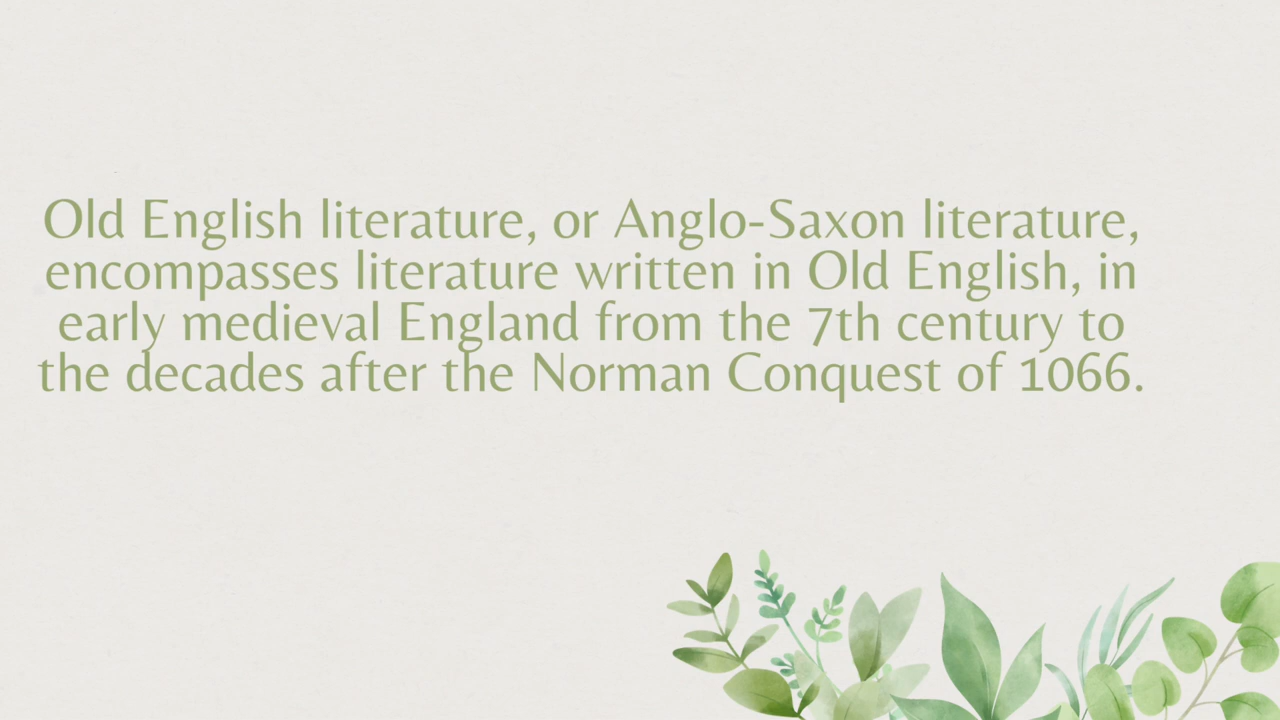 Old English literature, or Anglo-Saxon literature,
encompasses literature written in Old English, in
early medieval England from the 7th century to
the decades after the Norman Conquest of 1066.